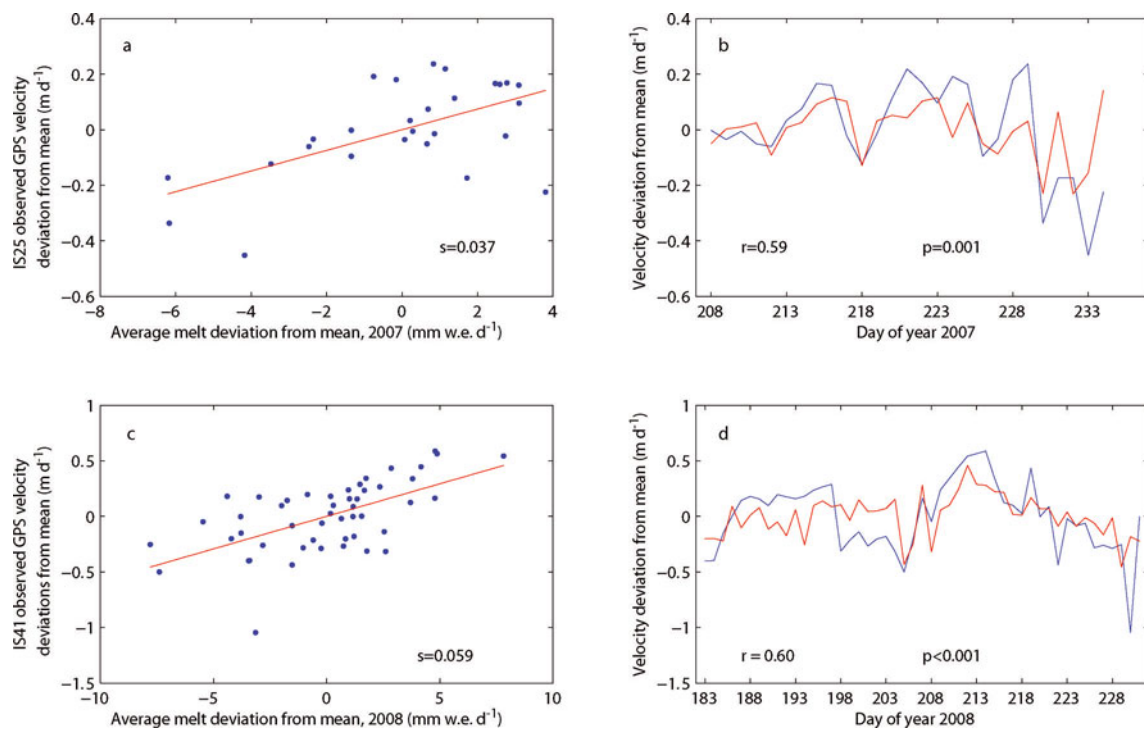 IS25 observed GPS velocity
deviation from mean (m d⁻¹)
0.4
0.2
0
−0.2
−0.4
−0.6
a
s=0.037
−8
−6
−4
−2
0
2
4
Average melt deviation from mean, 2007 (mm w.e. d⁻¹)
Velocity deviation from mean (m d⁻¹)
0.4
0.2
0
−0.2
−0.4
−0.6
b
r=0.59
p=0.001
208
213
218
223
228
233
Day of year 2007
IS41 observed GPS velocity
deviations from mean (m d⁻¹)
1
0.5
0
−0.5
−1
−1.5
c
s=0.059
−10
−5
0
5
10
Average melt deviation from mean, 2008 (mm w.e. d⁻¹)
Velocity deviation from mean (m d⁻¹)
1
0.5
0
−0.5
−1
−1.5
d
r = 0.60
p<0.001
183
188
193
198
203
208
213
218
223
228
Day of year 2008